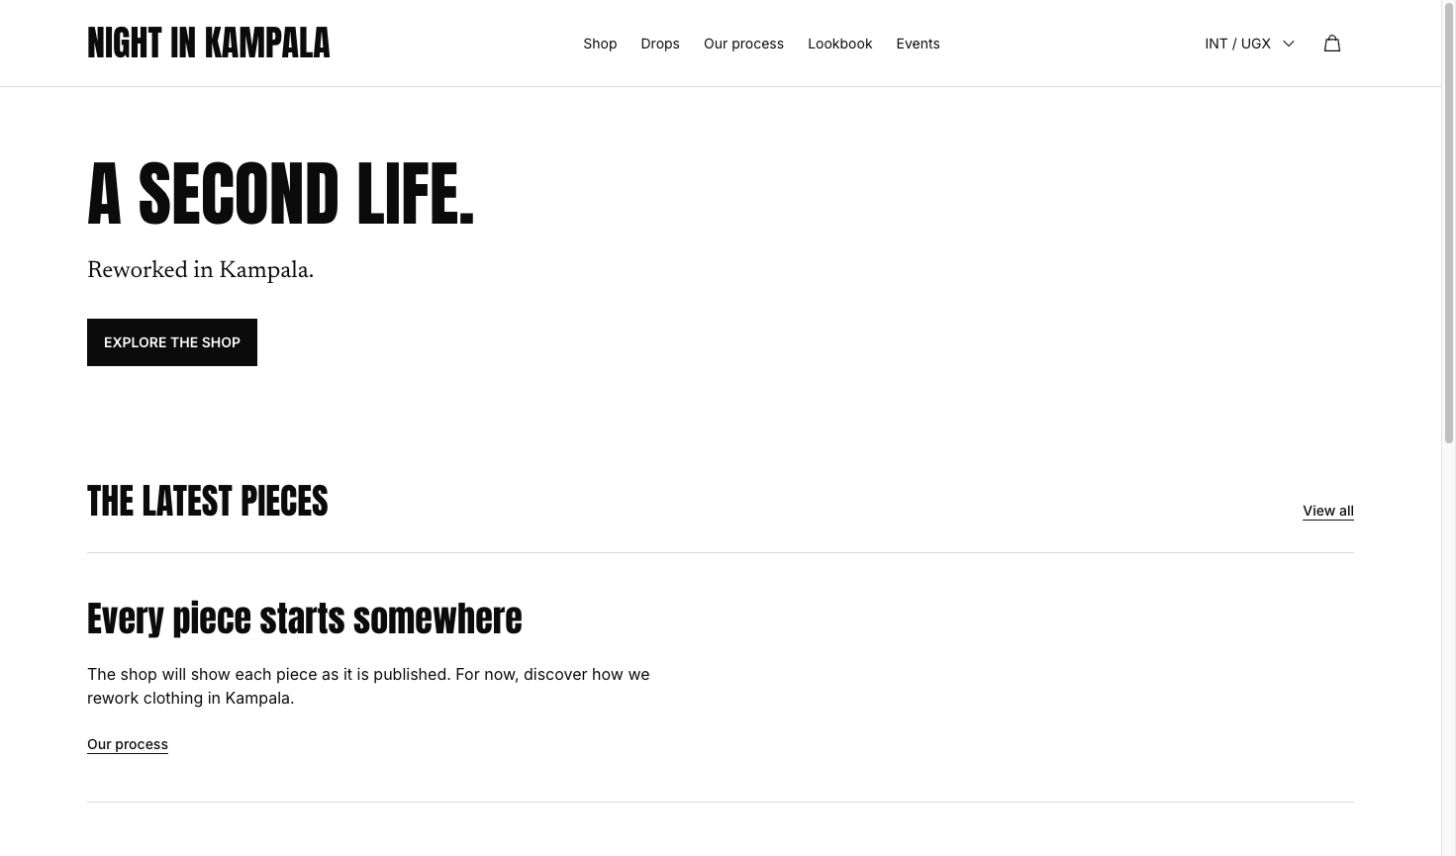 NIGHT IN KAMPALA
Shop Drops Our process Lookbook Events
INT / UGX
A SECOND LIFE.
Reworked in Kampala.
EXPLORE THE SHOP
THE LATEST PIECES
View all
Every piece starts somewhere
The shop will show each piece as it is published. For now, discover how we
rework clothing in Kampala.
Our process